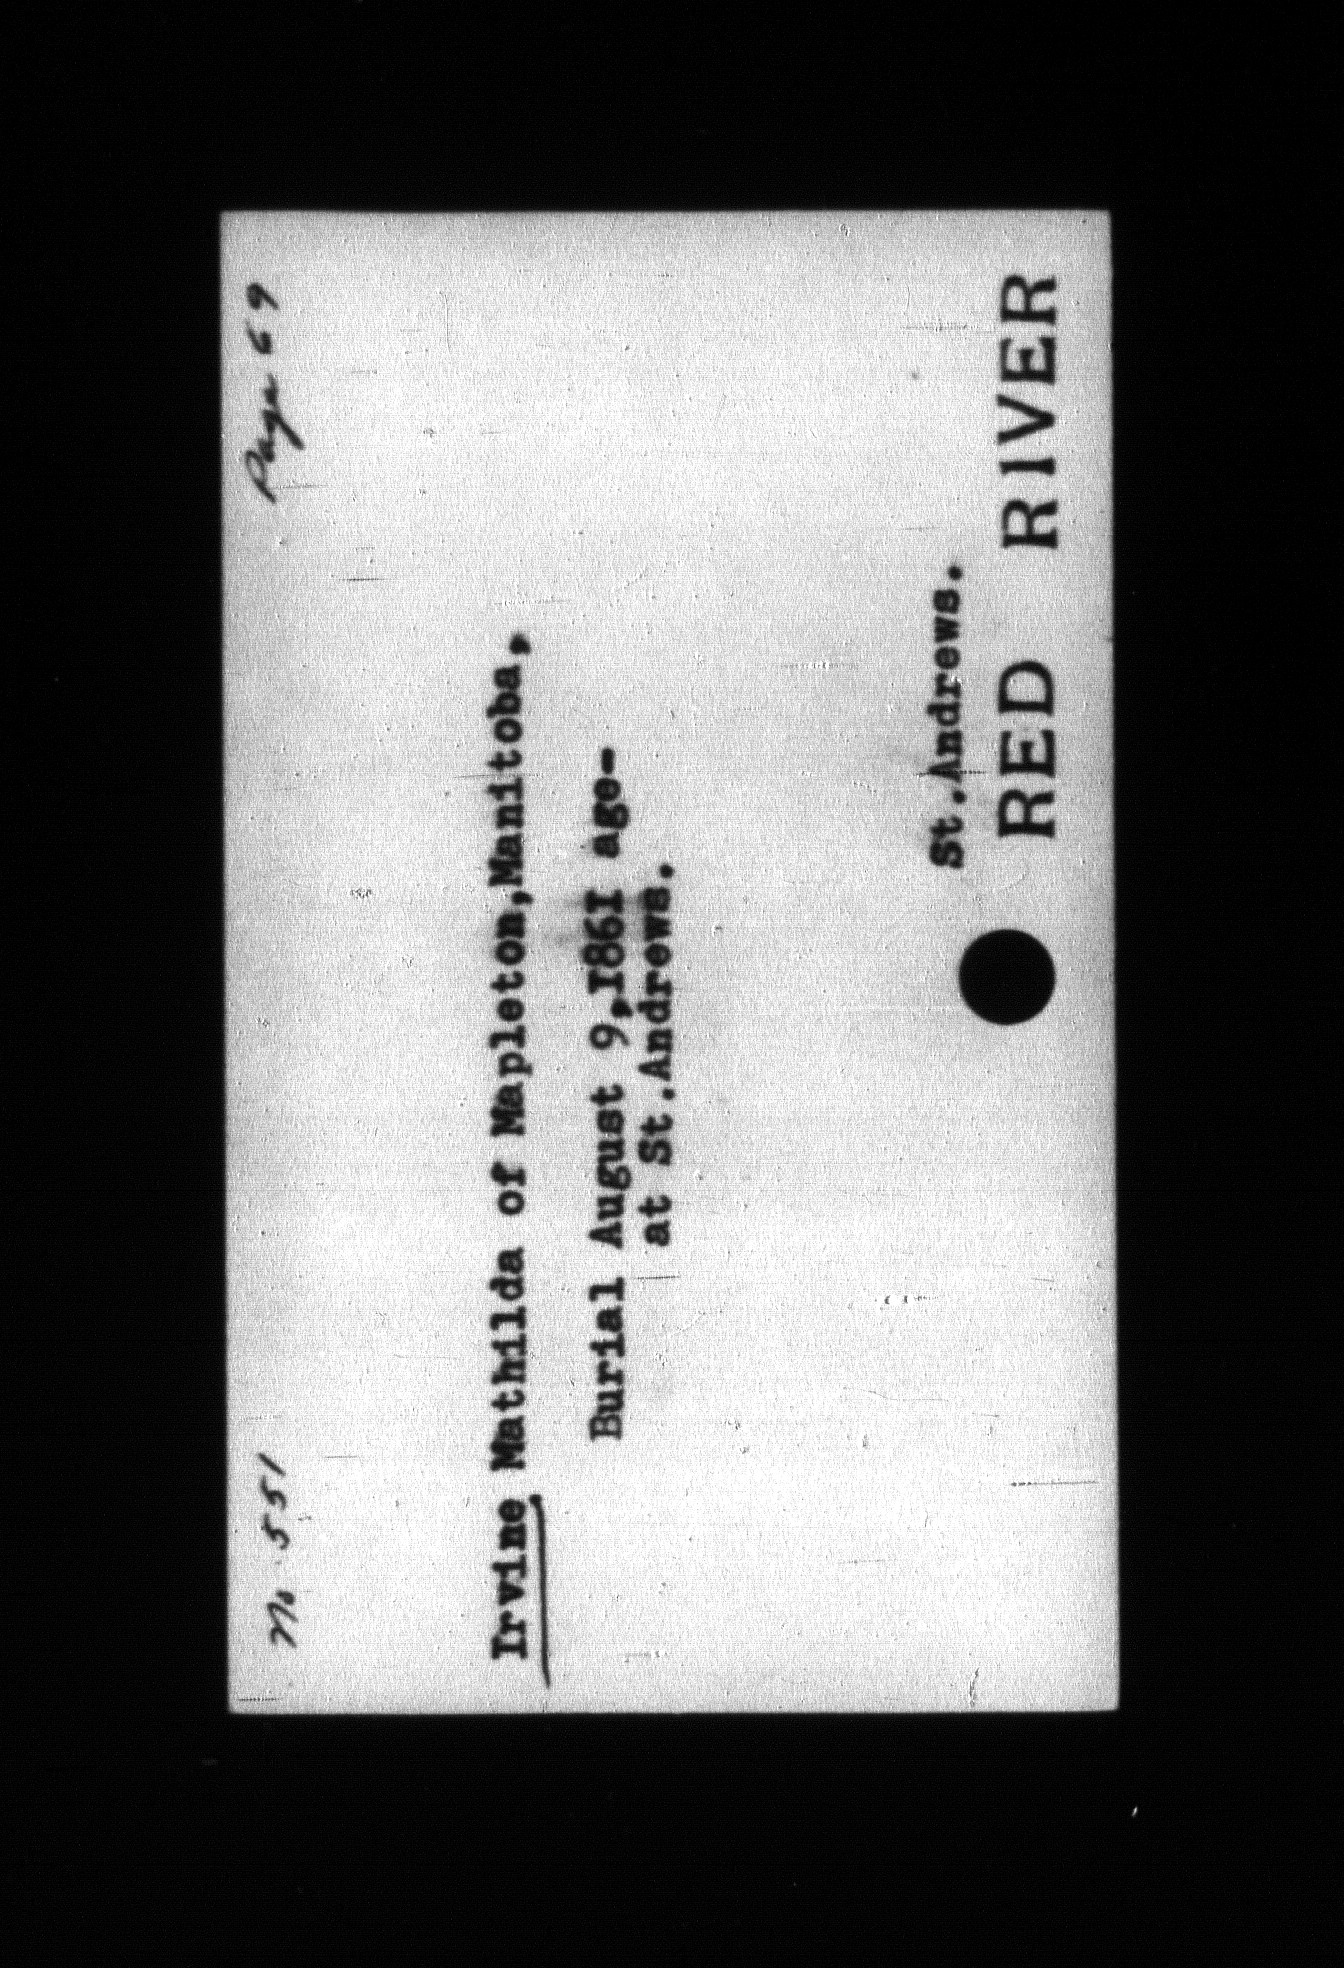 No 551
Page 69
Irvine Mathilda of Mapleton,Manitoba,
Burial August 9,I86I age-
at St.Andrews.
St.Andrews.
RED RIVER